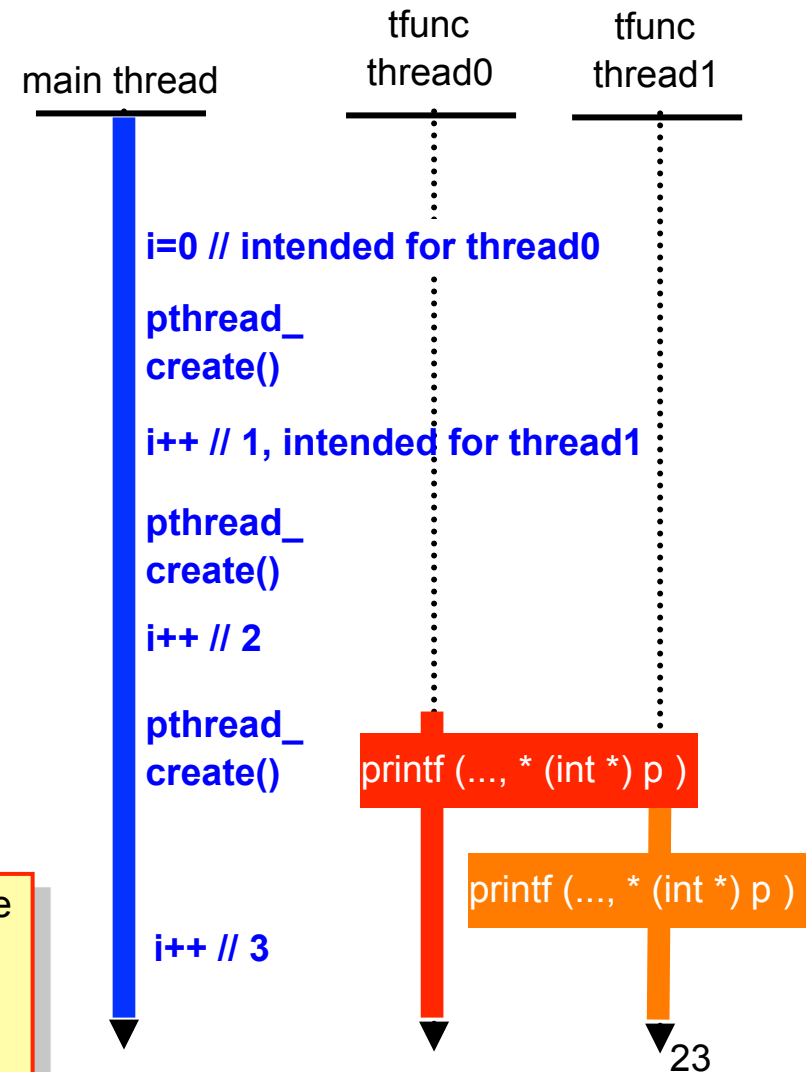 main thread
tfunc
thread0
tfunc
thread1
i=0 // intended for thread0
pthread_
create()
i++ // 1, intended for thread1
pthread_
create()
i++ // 2
pthread_
create()
printf (..., * (int *) p )
printf (..., * (int *) p )
i++ // 3
23